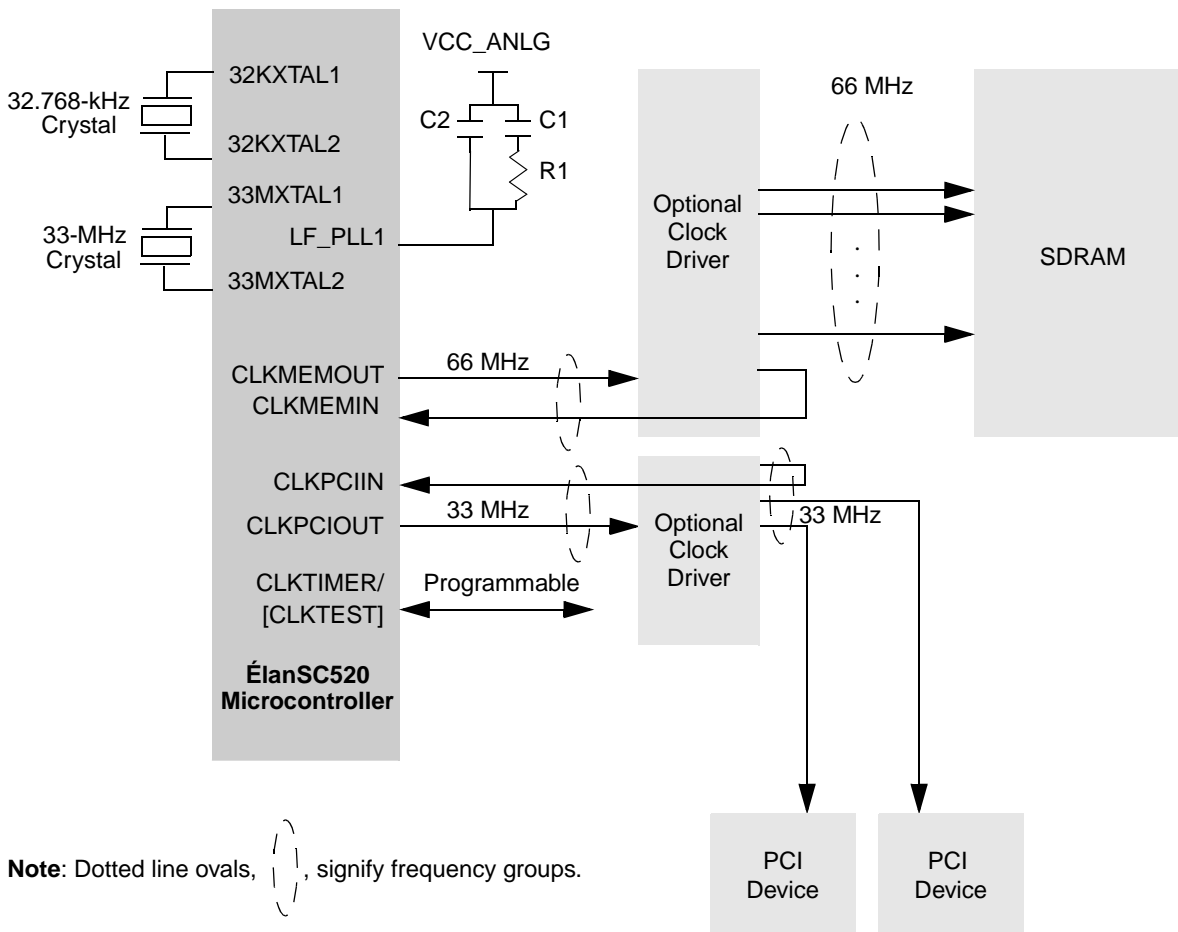 VCC_ANLG
32KXTAL1
32.768-kHz
Crystal
32KXTAL2
C2
C1
R1
66 MHz
33MXTAL1
33-MHz
Crystal
LF_PLL1
33MXTAL2
Optional
Clock
Driver
SDRAM
CLKMEMOUT
66 MHz
CLKMEMIN
CLKPCIIN
CLKPCIOUT
33 MHz
Optional
Clock
Driver
33 MHz
CLKTIMER/
[CLKTEST]
Programmable
ÉlanSC520
Microcontroller
PCI
Device
PCI
Device
Note: Dotted line ovals, , signify frequency groups.